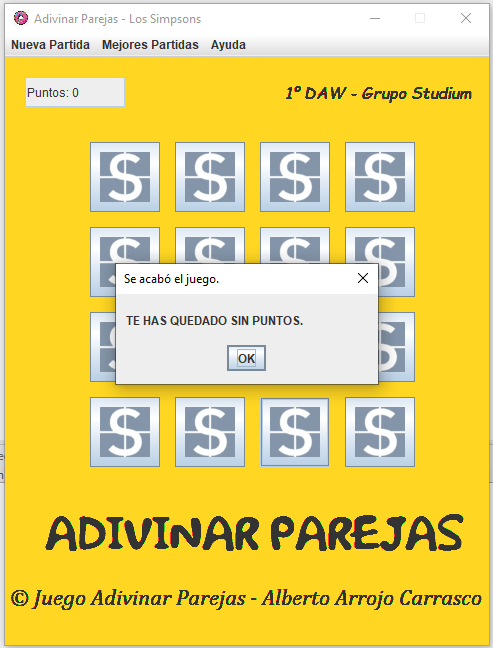 Adivinar Parejas - Los Simpsons
Nueva Partida Mejores Partidas Ayuda
Puntos: 0
1º DAW - Grupo Studium
S S S S
S S S S
Se acabó el juego.
TE HAS QUEDADO SIN PUNTOS.
OK
S S S S
S S S S
ADIVINAR PAREJAS
© Juego Adivinar Parejas - Alberto Arrojo Carrasco